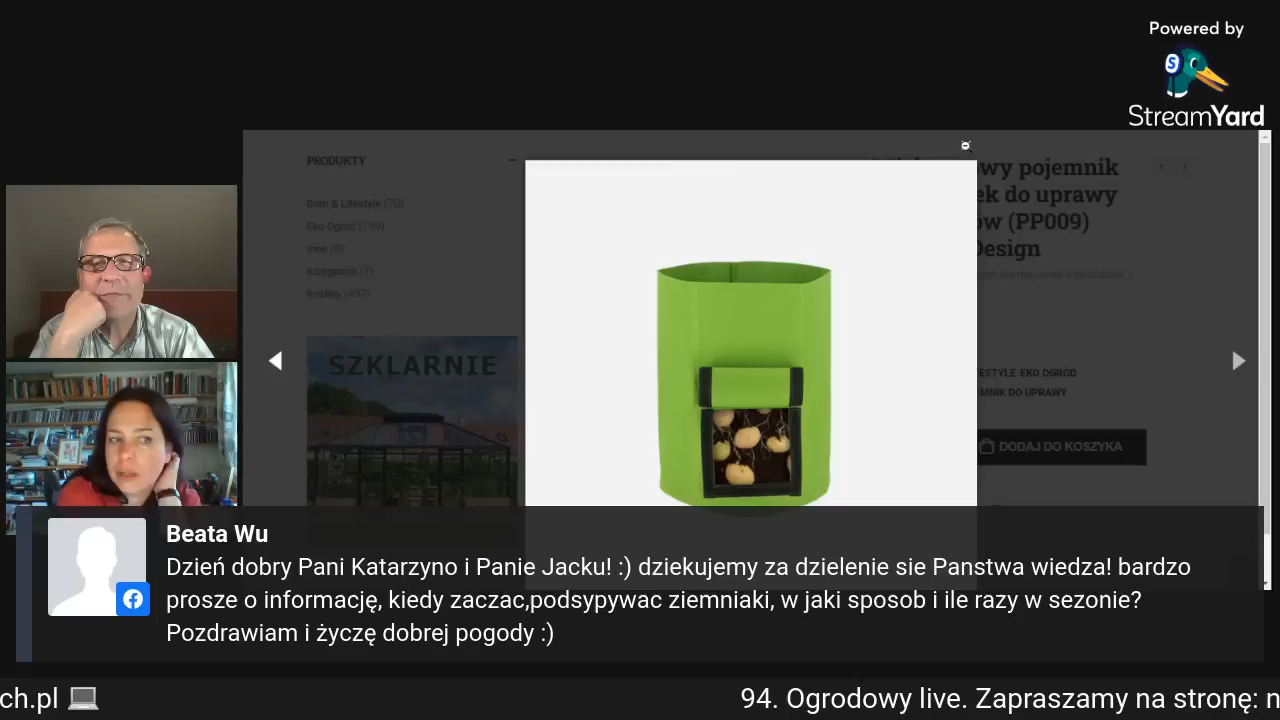 Powered by
S
StreamYard
PRODUKTY
Dom & Lifestyle (70)
Eko Ogród (199)
Inne (8)
Księgarnia (7)
Rośliny (457)
SZKLARNIE
wy pojemnik
ek do uprawy
ów (PP009)
Design
ESTYLE, EKO OGRÓD
MNIK DO UPRAWY
DODAJ DO KOSZYKA
Beata Wu
Dzień dobry Pani Katarzyno i Panie Jacku! :) dziekujemy za dzielenie sie Panstwa wiedza! bardzo
prosze o informację, kiedy zaczac,podsypywac ziemniaki, w jaki sposob i ile razy w sezonie?
Pozdrawiam i życzę dobrej pogody :)
ch.pl
94. Ogrodowy live. Zapraszamy na stronę: n